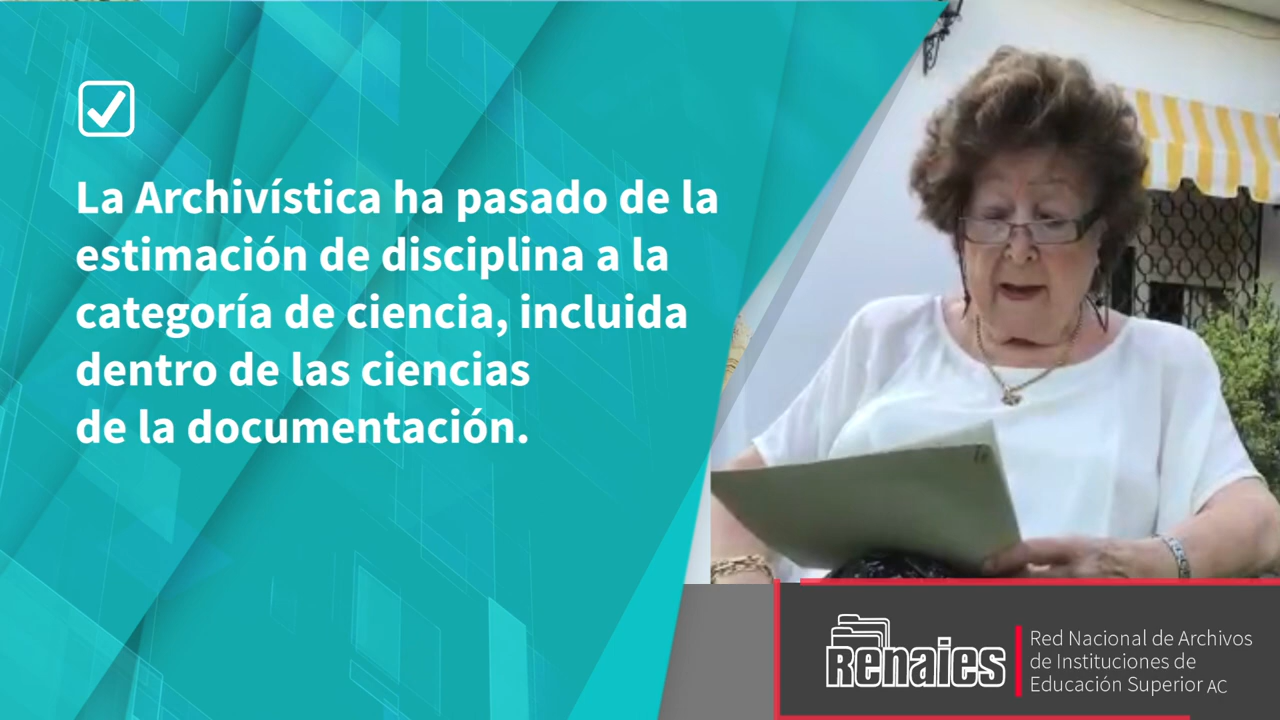 La Archivística ha pasado de la
estimación de disciplina a la
categoría de ciencia, incluida
dentro de las ciencias
de la documentación.
Renaies
Red Nacional de Archivos
de Instituciones de
Educación Superior AC